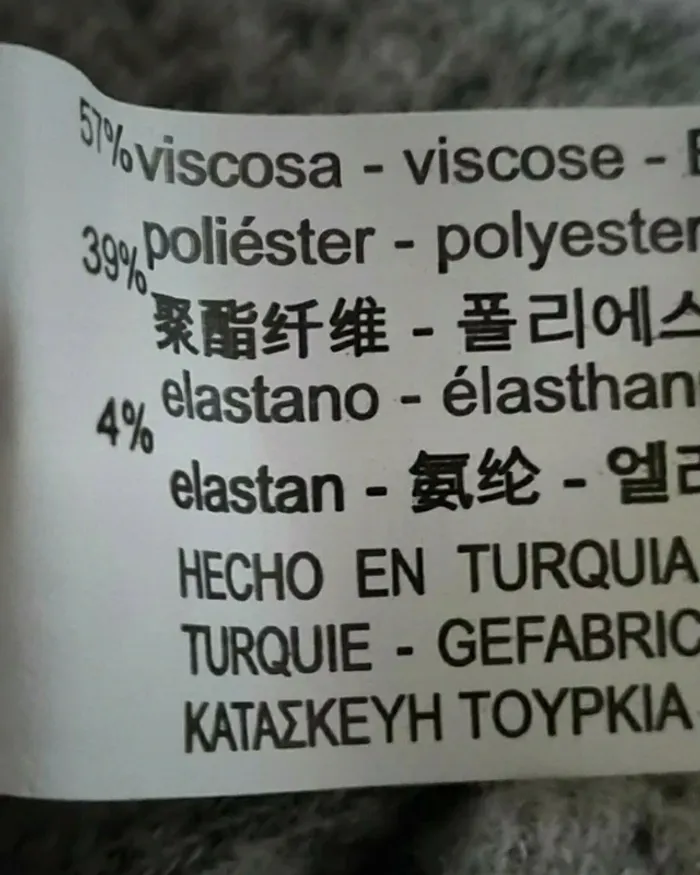 57% viscosa - viscose -
39% poliéster - polyester
聚酯纤维 - 폴리에스
4% elastano - élasthan
elastan - 氨纶 - 엘
HECHO EN TURQUIA
TURQUIE - GEFABRIC
ΚΑΤΑΣΚΕΥΗ ΤΟΥΡΚΙΑ